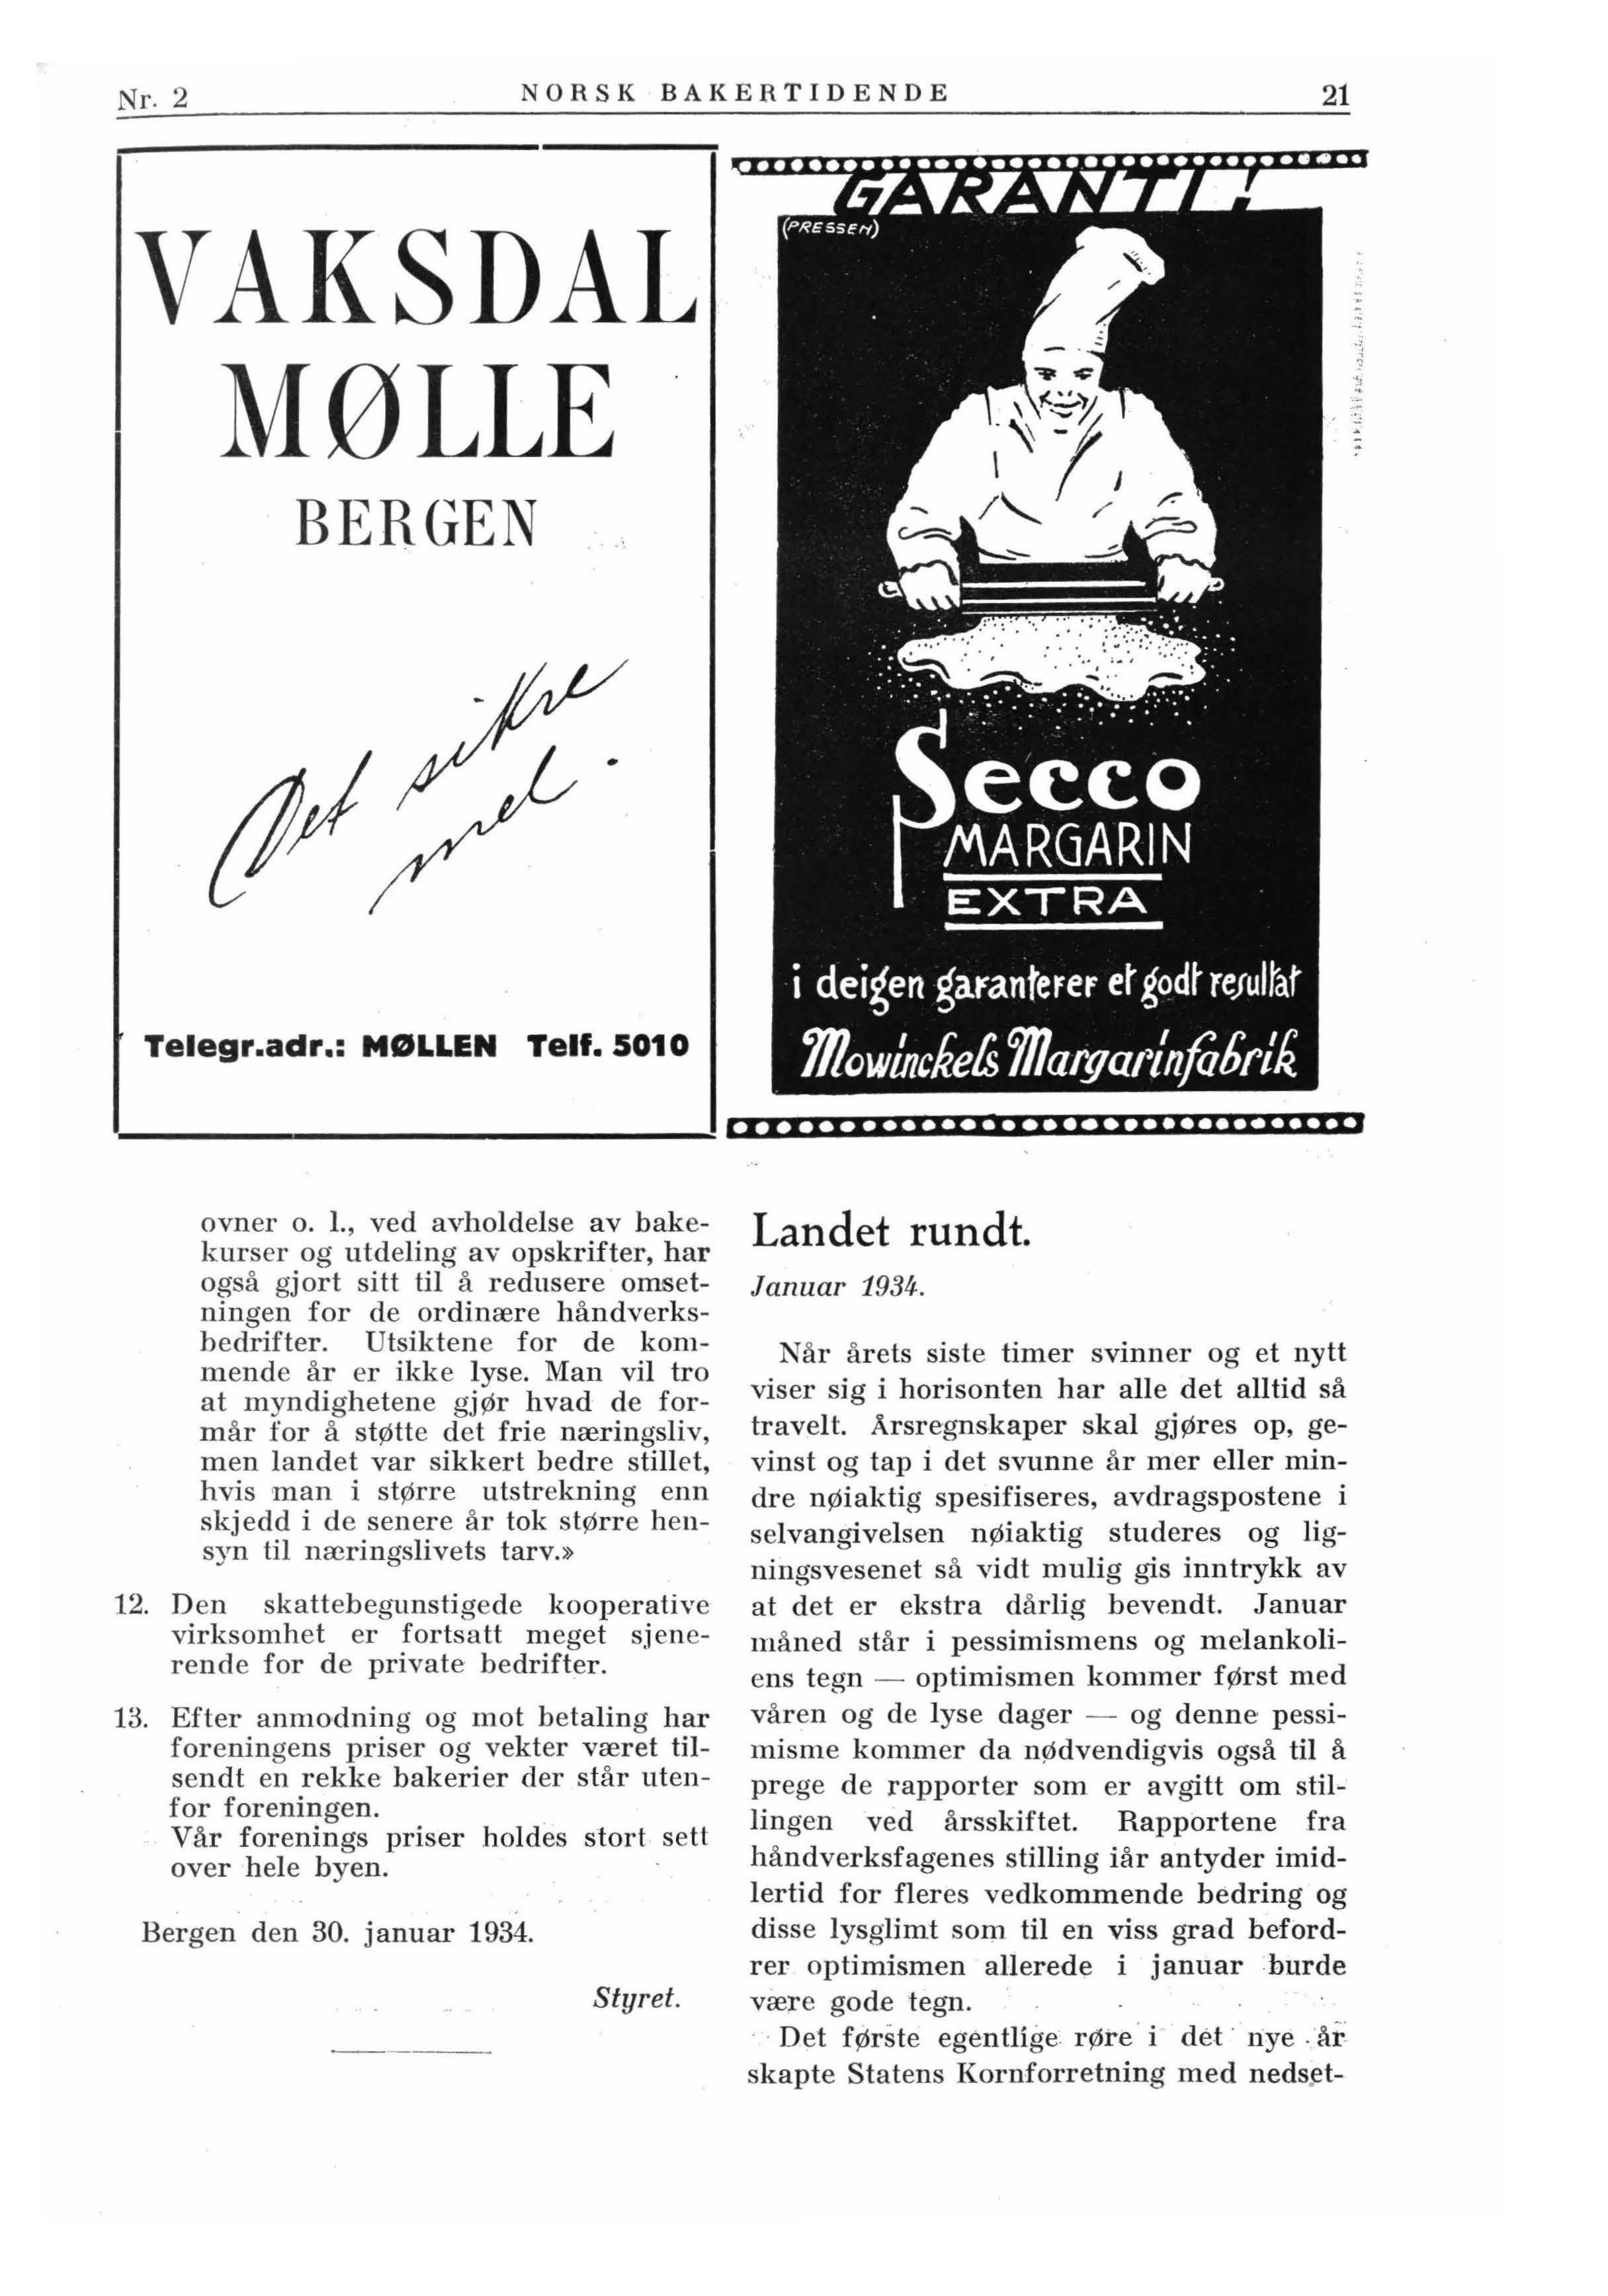 Nr. 2
NORSK BAKERTIDENDE
21
VAKSDAL
MØLLE
BERGEN
Det sikre
mel.
Telegr.adr.: MØLLEN Telf. 5010
GARANTI!
(PRESSEN)
Secco
MARGARIN
EXTRA
i deigen garanterer et godt resultat
Mowinckels Margarinfabrik
ovner o. l., ved avholdelse av bake-
kurser og utdeling av opskrifter, har
også gjort sitt til å redusere omset-
ningen for de ordinære håndverks-
bedrifter. Utsiktene for de kom-
mende år er ikke lyse. Man vil tro
at myndighetene gjør hvad de for-
mår for å støtte det frie næringsliv,
men landet var sikkert bedre stillet,
hvis man i større utstrekning enn
skjedd i de senere år tok større hen-
syn til næringslivets tarv.»
12. Den skattebegunstigede kooperative
virksomhet er fortsatt meget sjene-
rende for de private bedrifter.
13. Efter anmodning og mot betaling har
foreningens priser og vekter været til-
sendt en rekke bakerier der står uten-
for foreningen.
Vår forenings priser holdes stort sett
over hele byen.
Bergen den 30. januar 1934.
Styret.
Landet rundt.
Januar 1934.
Når årets siste timer svinner og et nytt
viser sig i horisonten har alle det alltid så
travelt. Årsregnskaper skal gjøres op, ge-
vinst og tap i det svunne år mer eller min-
dre nøiaktig spesifiseres, avdragspostene i
selvangivelsen nøiaktig studeres og lig-
ningsvesenet så vidt mulig gis inntrykk av
at det er ekstra dårlig bevendt. Januar
måned står i pessimismens og melankoli-
ens tegn — optimismen kommer først med
våren og de lyse dager — og denne pessi-
misme kommer da nødvendigvis også til å
prege de rapporter som er avgitt om stil-
lingen ved årsskiftet. Rapportene fra
håndverksfagenes stilling iår antyder imid-
lertid for fleres vedkommende bedring og
disse lysglimt som til en viss grad beford-
rer optimismen allerede i januar burde
være gode tegn.
Det første egentlige røre i det nye år
skapte Statens Kornforretning med nedset-